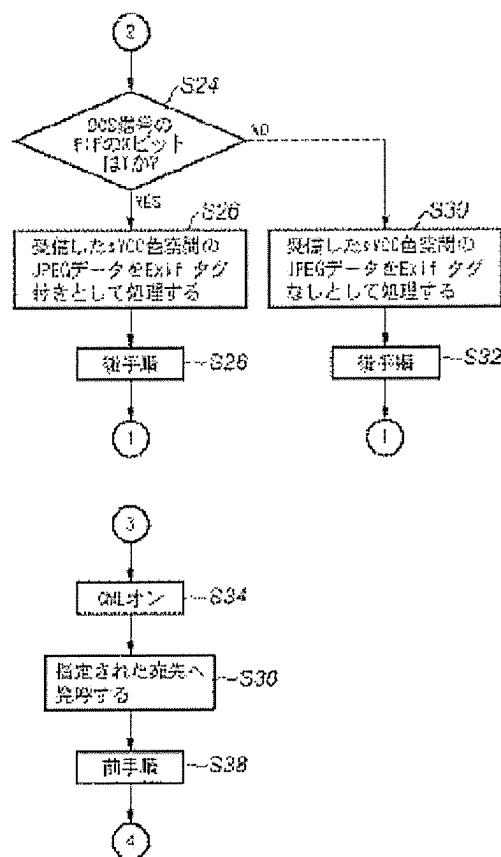 2
S24
DCS信号の
FIFのXビット
は1か?
NO
YES
S26
受信したsYCC色空間の
JPEGデータをExif タグ
付きとして処理する
S30
受信したsYCC色空間の
JPEGデータをExif タグ
なしとして処理する
後手順
S28
後手順
S32
1
1
3
CMLオン
S34
指定された宛先へ
発呼する
S36
前手順
S38
4